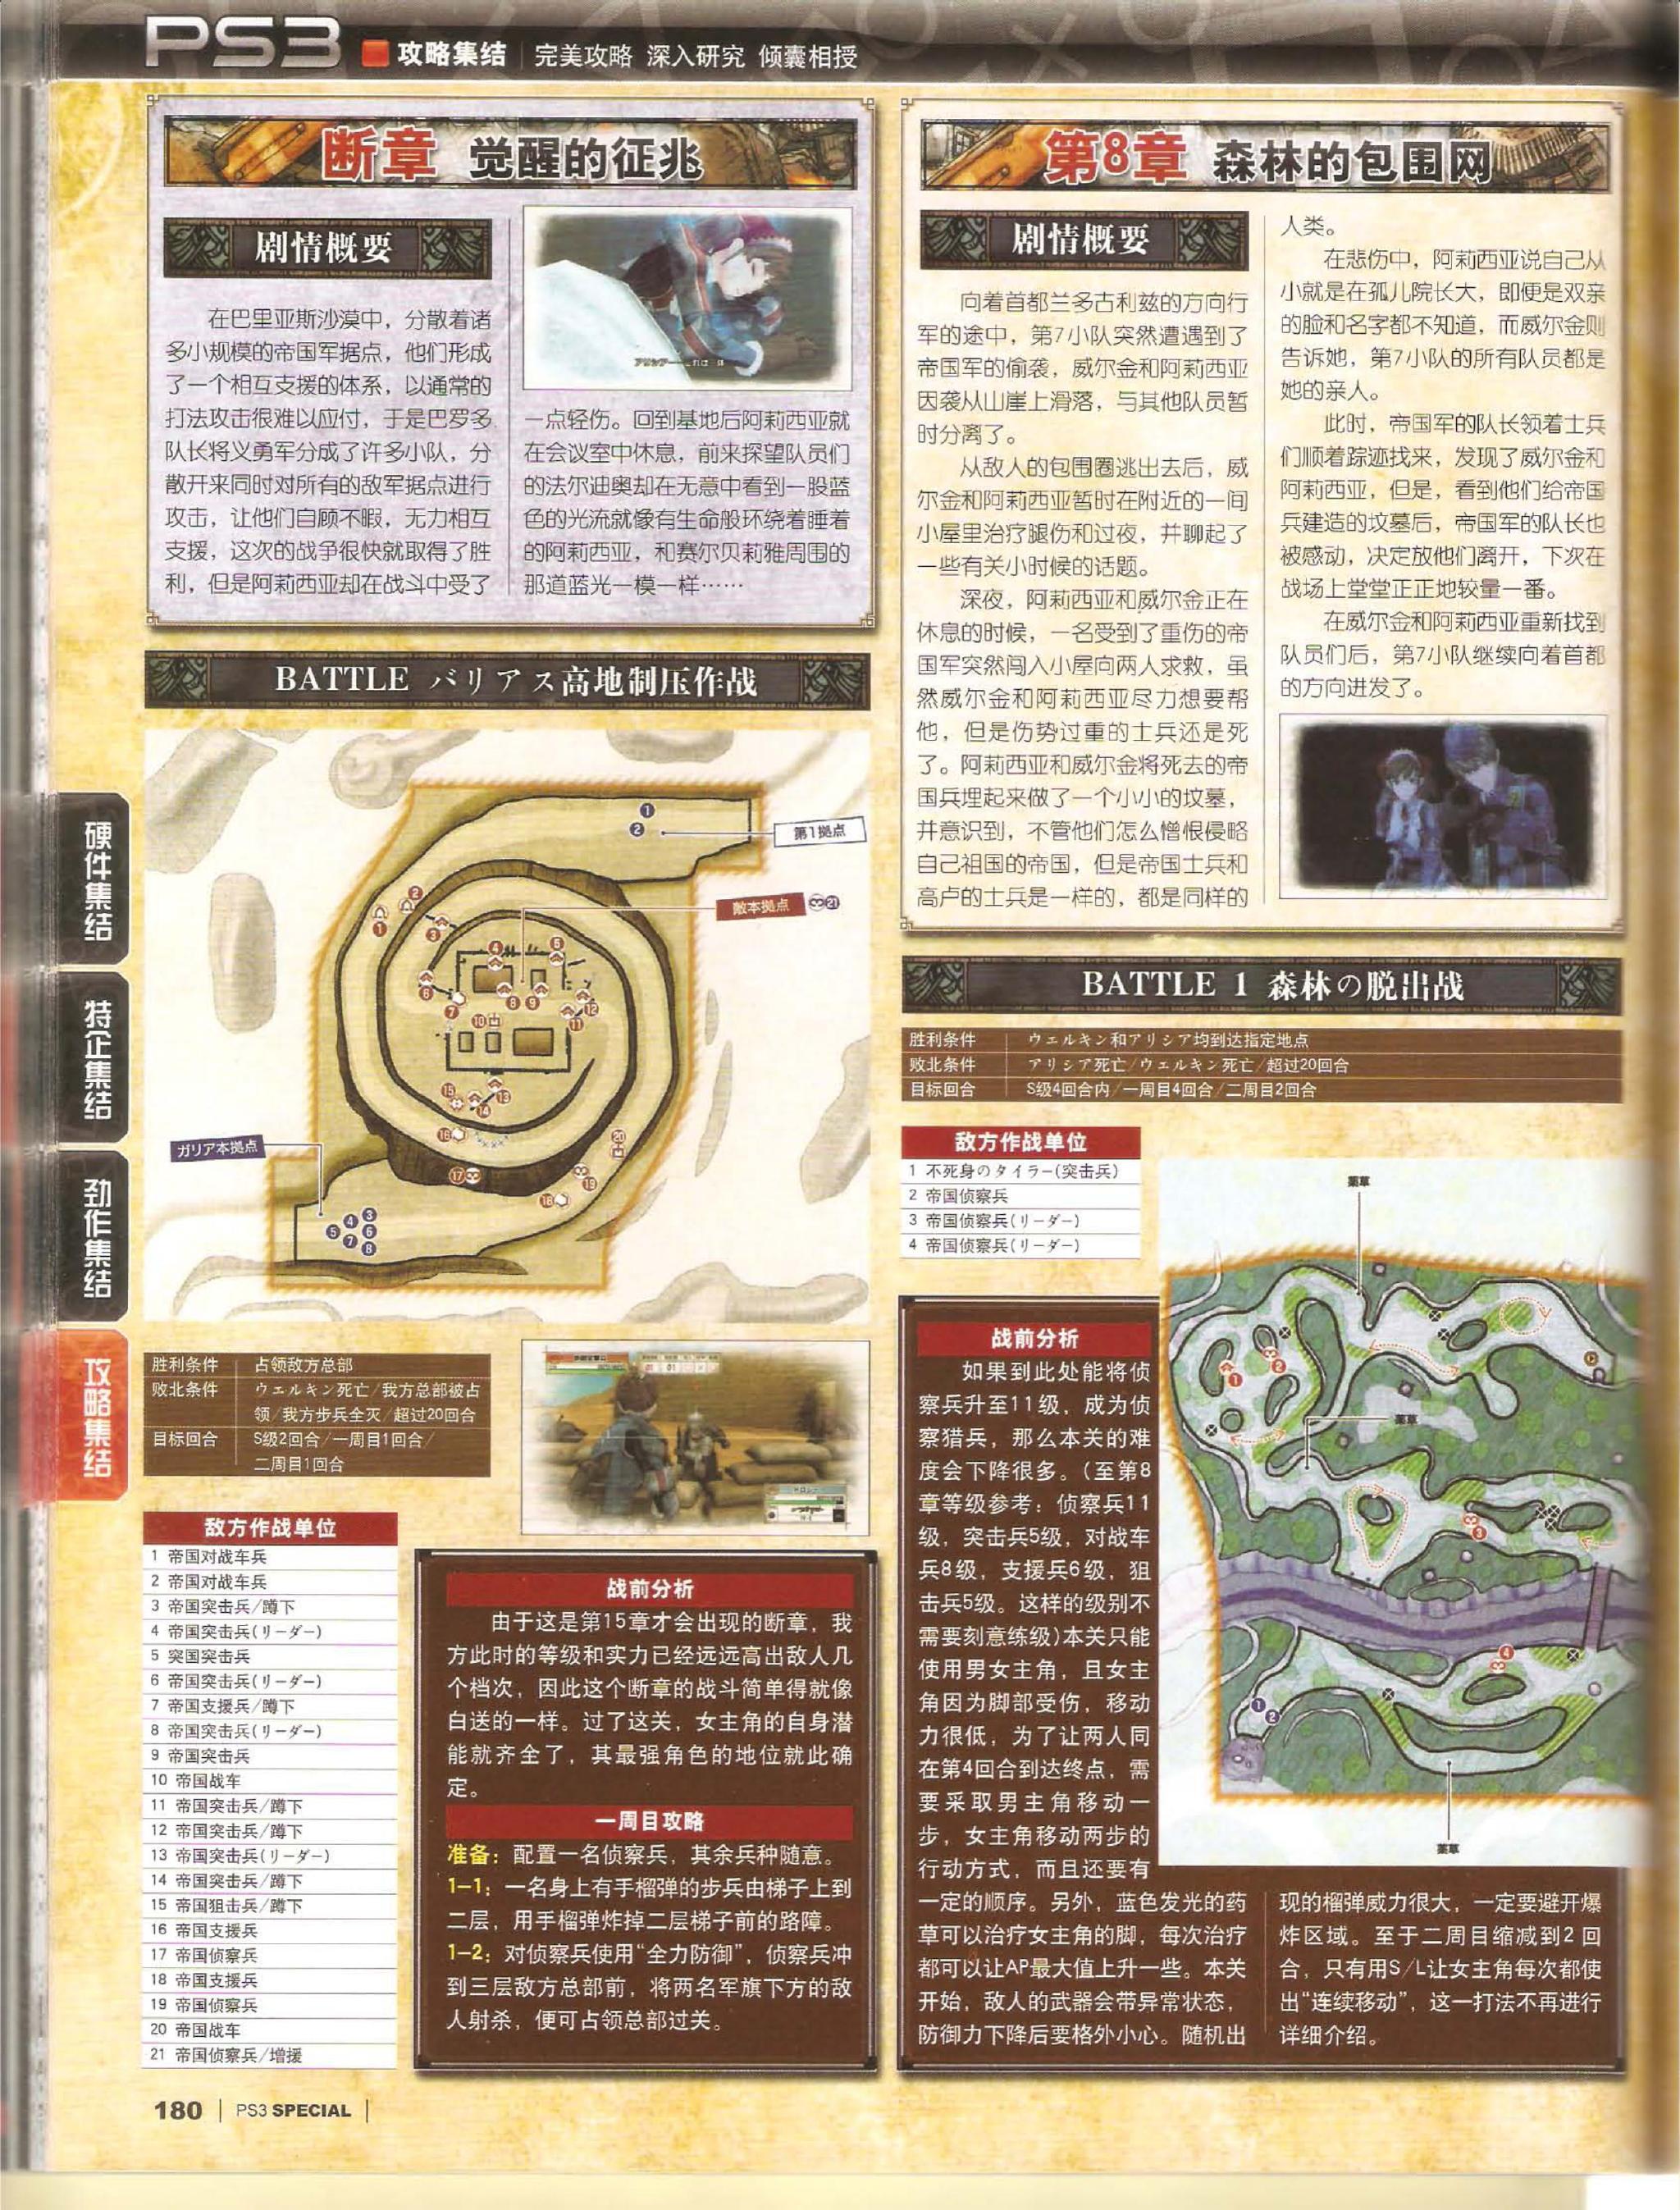 PS3 攻略集结 完美攻略 深入研究 倾囊相授
断章 觉醒的征兆
剧情概要
在巴里亚斯沙漠中，分散着诸
多小规模的帝国军据点，他们形成
了一个相互支援的体系，以通常的
打法攻击很难以应付，于是巴罗多
队长将义勇军分成了许多小队，分
散开来同时对所有的敌军据点进行
攻击，让他们自顾不暇，无力相互
支援，这次的战争很快就取得了胜
利，但是阿莉西亚却在战斗中受了
一点轻伤。回到基地后阿莉西亚就
在会议室中休息，前来探望队员们
的法尔迪奥却在无意中看到一股蓝
色的光流就像有生命般环绕着睡着
的阿莉西亚，和赛尔贝莉雅周围的
那道蓝光一模一样……
BATTLE バリアス高地制压作战
第1拠点
敵本拠点
ガリア本拠点
胜利条件 占领敌方总部
败北条件 ウェルキン死亡/我方总部被占
领/我方步兵全灭/超过20回合
目标回合 S级2回合/一周目1回合/
二周目1回合
敌方作战单位
1 帝国对战车兵
2 帝国对战车兵
3 帝国突击兵/蹲下
4 帝国突击兵(リーダー)
5 突国突击兵
6 帝国突击兵(リーダー)
7 帝国支援兵/蹲下
8 帝国突击兵(リーダー)
9 帝国突击兵
10 帝国战车
11 帝国突击兵/蹲下
12 帝国突击兵/蹲下
13 帝国突击兵(リーダー)
14 帝国突击兵/蹲下
15 帝国狙击兵/蹲下
16 帝国支援兵
17 帝国侦察兵
18 帝国支援兵
19 帝国侦察兵
20 帝国战车
21 帝国侦察兵/增援
战前分析
由于这是第15章才会出现的断章，我
方此时的等级和实力已经远远高出敌人几
个档次，因此这个断章的战斗简单得就像
白送的一样。过了这关，女主角的自身潜
能就齐全了，其最强角色的地位就此确
定。
一周目攻略
准备：配置一名侦察兵，其余兵种随意。
1-1：一名身上有手榴弹的步兵由梯子上到
二层，用手榴弹炸掉二层梯子前的路障。
1-2：对侦察兵使用“全力防御”，侦察兵冲
到三层敌方总部前，将两名军旗下方的敌
人射杀，便可占领总部过关。
第8章 森林的包围网
剧情概要
向着首都兰多古利兹的方向行
军的途中，第7小队突然遭遇到了
帝国军的偷袭，威尔金和阿莉西亚
因袭从山崖上滑落，与其他队员暂
时分离了。
从敌人的包围圈逃出去后，威
尔金和阿莉西亚暂时在附近的一间
小屋里治疗腿伤和过夜，并聊起了
一些有关小时候的话题。
深夜，阿莉西亚和威尔金正在
休息的时候，一名受到了重伤的帝
国军突然闯入小屋向两人求救，虽
然威尔金和阿莉西亚尽力想要帮
他，但是伤势过重的士兵还是死
了。阿莉西亚和威尔金将死去的帝
国兵埋起来做了一个小小的坟墓，
并意识到，不管他们怎么憎恨侵略
自己祖国的帝国，但是帝国士兵和
高卢的士兵是一样的，都是同样的
人类。
在悲伤中，阿莉西亚说自己从
小就是在孤儿院长大，即便是双亲
的脸和名字都不知道，而威尔金则
告诉她，第7小队的所有队员都是
她的亲人。
此时，帝国军的队长领着士兵
们顺着踪迹找来，发现了威尔金和
阿莉西亚，但是，看到他们给帝国
兵建造的坟墓后，帝国军的队长也
被感动，决定放他们离开，下次在
战场上堂堂正正地较量一番。
在威尔金和阿莉西亚重新找到
队员们后，第7小队继续向着首都
的方向进发了。
BATTLE 1 森林の脱出战
胜利条件 ウェルキン和アリシア均到达指定地点
败北条件 アリシア死亡/ウェルキン死亡/超过20回合
目标回合 S级4回合内/一周目4回合/二周目2回合
敌方作战单位
1 不死身のタイラー(突击兵)
2 帝国侦察兵
3 帝国侦察兵(リーダー)
4 帝国侦察兵(リーダー)
薬草
薬草
薬草
战前分析
如果到此处能将侦
察兵升至11级，成为侦
察猎兵，那么本关的难
度会下降很多。(至第8
章等级参考：侦察兵11
级，突击兵5级，对战车
兵8级，支援兵6级，狙
击兵5级。这样的级别不
需要刻意练级)本关只能
使用男女主角，且女主
角因为脚部受伤，移动
力很低，为了让两人同
在第4回合到达终点，需
要采取男主角移动一
步，女主角移动两步的
行动方式，而且还要有
一定的顺序。另外，蓝色发光的药
草可以治疗女主角的脚，每次治疗
都可以让AP最大值上升一些。本关
开始，敌人的武器会带异常状态，
防御力下降后要格外小心。随机出
现的榴弹威力很大，一定要避开爆
炸区域。至于二周目缩减到2回
合，只有用S/L让女主角每次都使
出“连续移动”，这一打法不再进行
详细介绍。
硬件集结
特企集结
劲作集结
攻略集结
180 PS3 SPECIAL